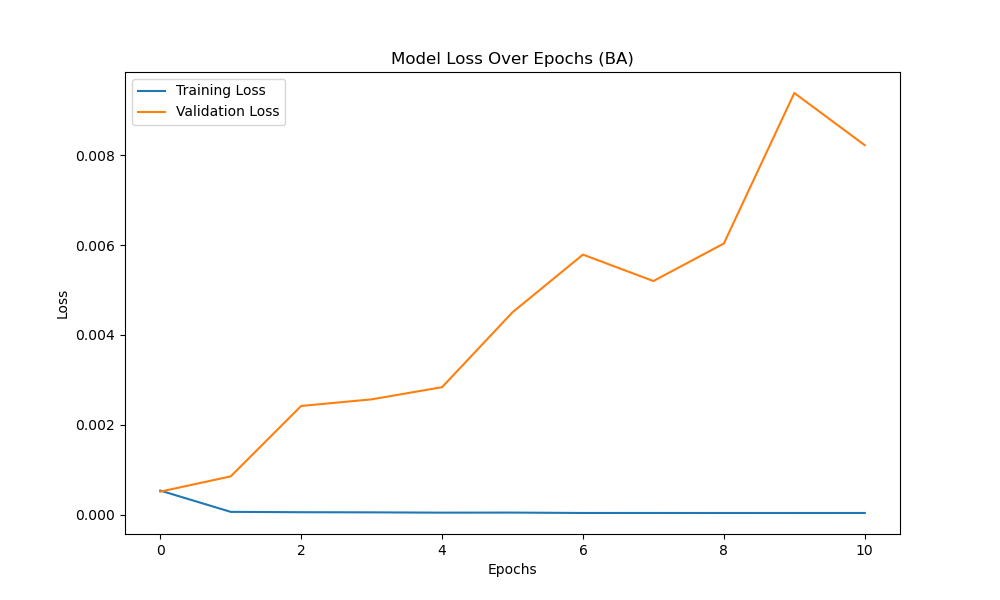 Model Loss Over Epochs (BA)
Training Loss
Validation Loss
0.008
0.006
0.004
0.002
0.000
Loss
0 2 4 6 8 10
Epochs